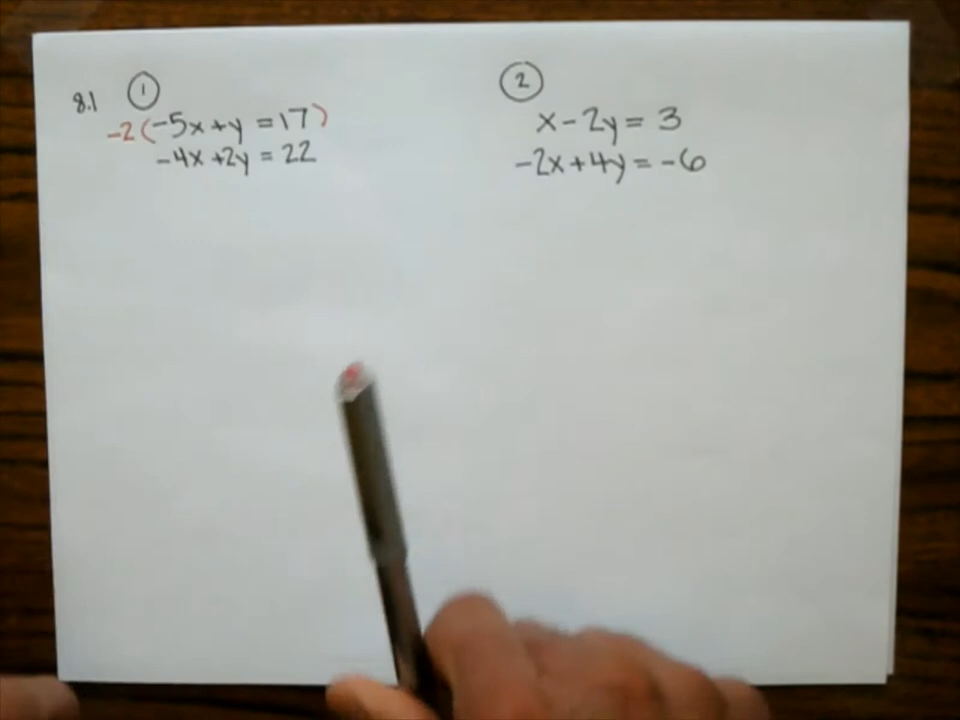 8.1 ①
-2(-5x+y=17)
-4x+2y=22
②
x-2y=3
-2x+4y=-6